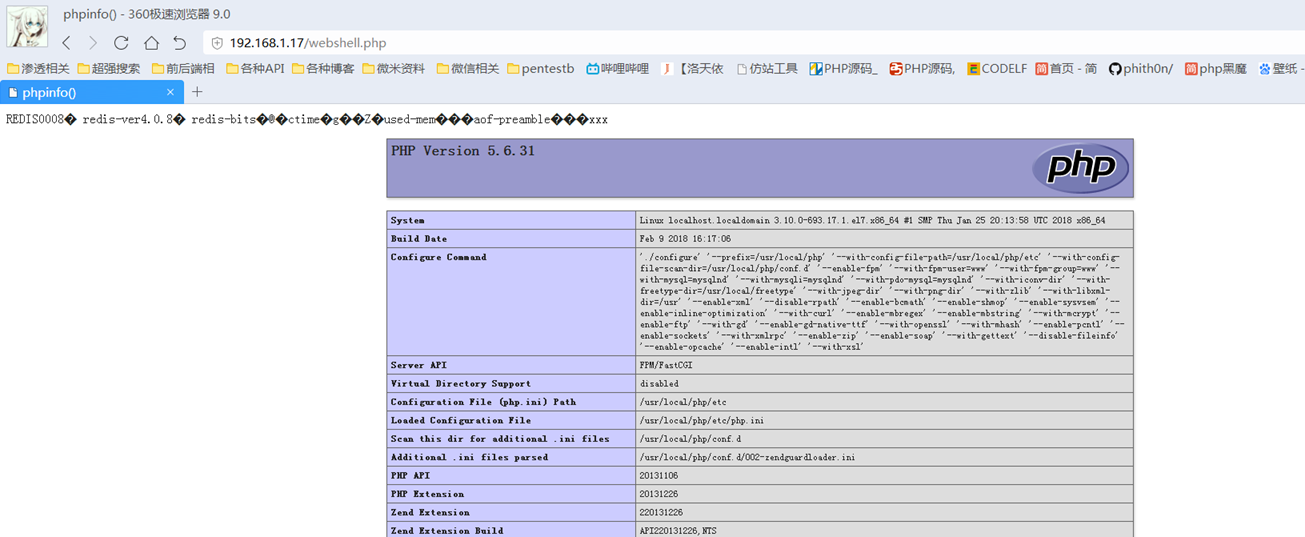 phpinfo() - 360极速浏览器 9.0
192.168.1.17/webshell.php
渗透相关 超强搜索 前后端相 各种API 各种博客 微米资料 微信相关 pentestb 哔哩哔哩 【洛天依 仿站工具 PHP源码_ PHP源码, CODELF 首页 - 简 phith0n/ php黑魔 壁纸 -
phpinfo()
REDIS0008� redis-ver4.0.8� redis-bits�@�ctime�g��Z�used-mem���aof-preamble���xxx
PHP Version 5.6.31
php
System Linux localhost.localdomain 3.10.0-693.17.1.el7.x86_64 #1 SMP Thu Jan 25 20:13:58 UTC 2018 x86_64
Build Date Feb 9 2018 16:17:06
Configure Command './configure' '--prefix=/usr/local/php' '--with-config-file-path=/usr/local/php/etc' '--with-config-
file-scan-dir=/usr/local/php/conf.d' '--enable-fpm' '--with-fpm-user=www' '--with-fpm-group=www' '--
with-mysql=mysqlnd' '--with-mysqli=mysqlnd' '--with-pdo-mysql=mysqlnd' '--with-iconv-dir' '--with-
freetype-dir=/usr/local/freetype' '--with-jpeg-dir' '--with-png-dir' '--with-zlib' '--with-libxml-
dir=/usr' '--enable-xml' '--disable-rpath' '--enable-bcmath' '--enable-shmop' '--enable-sysvsem' '--
enable-inline-optimization' '--with-curl' '--enable-mbregex' '--enable-mbstring' '--with-mcrypt' '--
enable-ftp' '--with-gd' '--enable-gd-native-ttf' '--with-openssl' '--with-mhash' '--enable-pcntl' '--
enable-sockets' '--with-xmlrpc' '--enable-zip' '--enable-soap' '--with-gettext' '--disable-fileinfo'
'--enable-opcache' '--enable-intl' '--with-xsl'
Server API FPM/FastCGI
Virtual Directory Support disabled
Configuration File (php.ini) Path /usr/local/php/etc
Loaded Configuration File /usr/local/php/etc/php.ini
Scan this dir for additional .ini files /usr/local/php/conf.d
Additional .ini files parsed /usr/local/php/conf.d/002-zendguardloader.ini
PHP API 20131106
PHP Extension 20131226
Zend Extension 220131226
Zend Extension Build API220131226,NTS